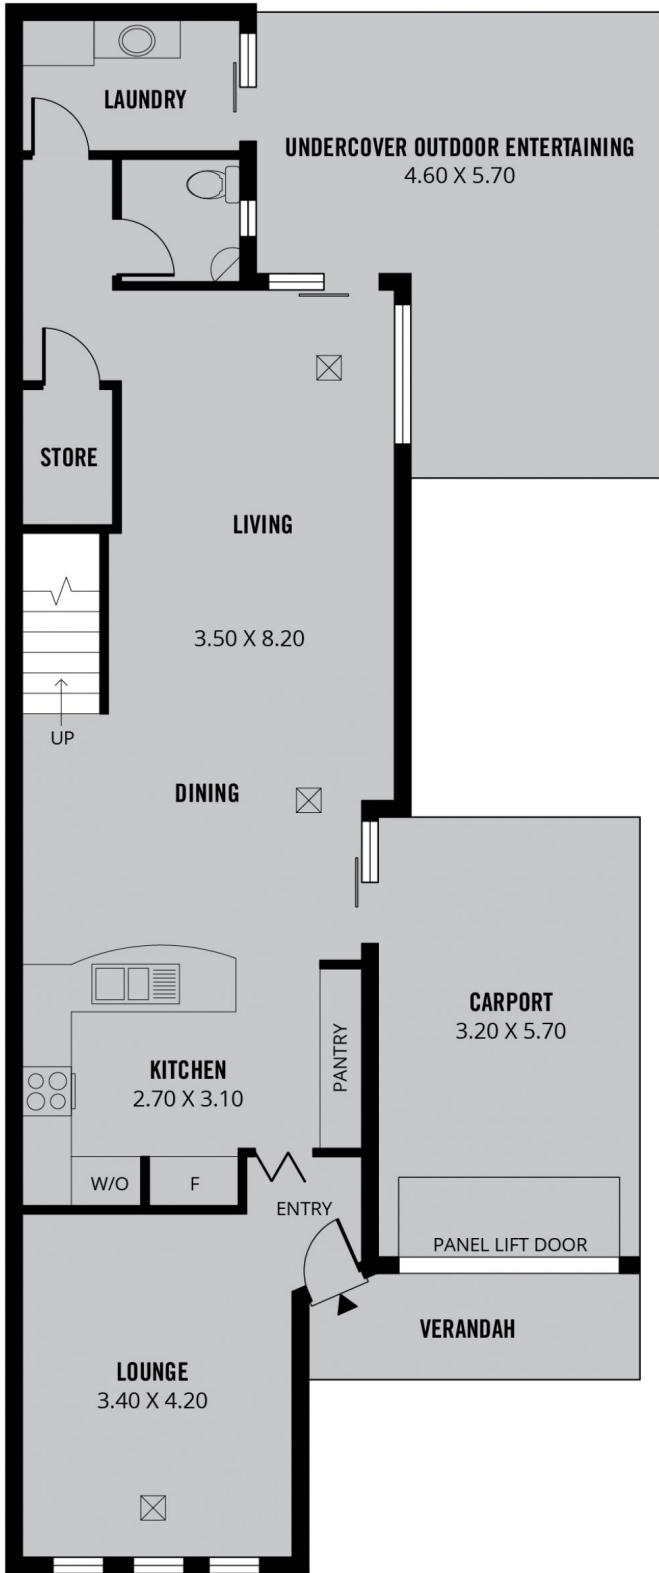 LAUNDRY
UNDERCOVER OUTDOOR ENTERTAINING
4.60 X 5.70
STORE
LIVING
3.50 X 8.20
UP
DINING
CARPORT
3.20 X 5.70
KITCHEN
2.70 X 3.10
PANTRY
W/O
F
ENTRY
PANEL LIFT DOOR
VERANDAH
LOUNGE
3.40 X 4.20